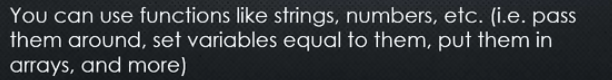 You can use functions like strings, numbers, etc. (i.e. pass
them around, set variables equal to them, put them in
arrays, and more)